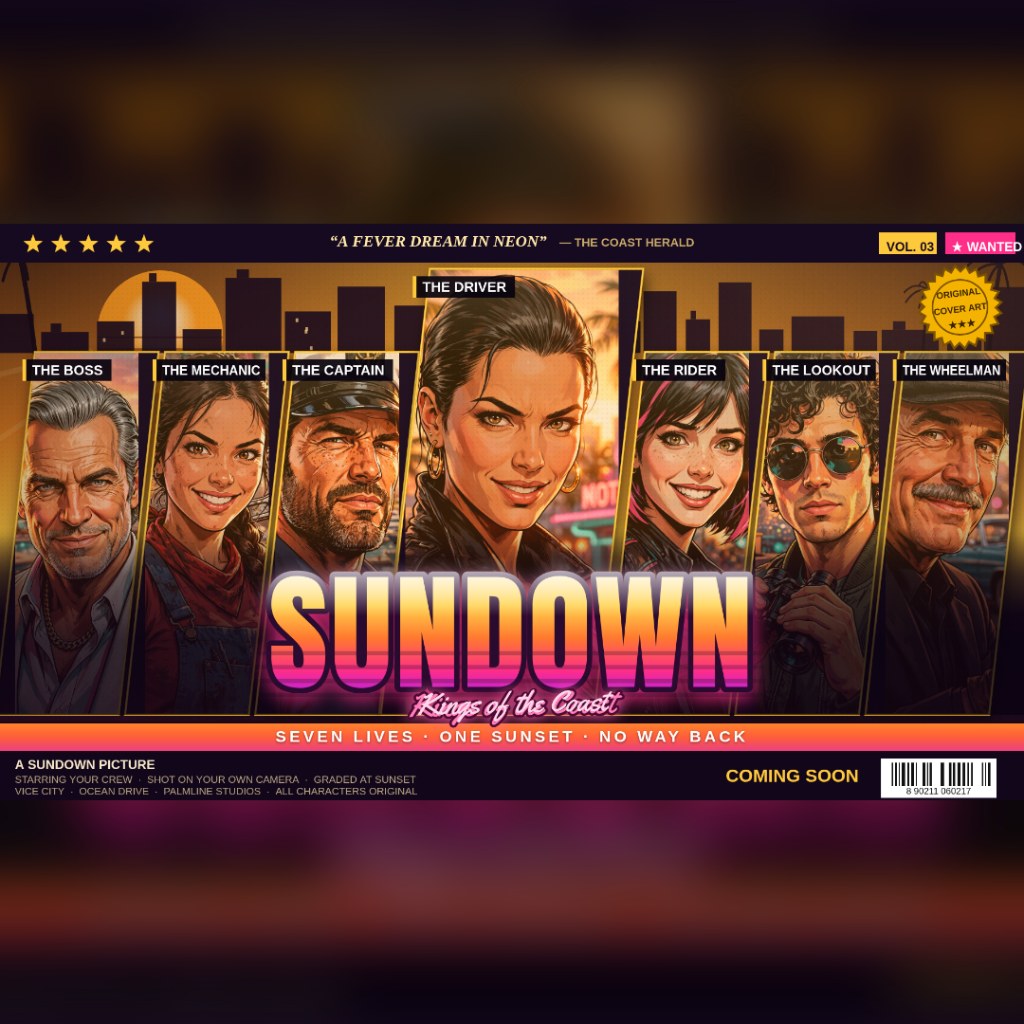 “A FEVER DREAM IN NEON” — THE COAST HERALD
VOL. 03
★ WANTED
ORIGINAL
COVER ART
★★★
THE DRIVER
THE BOSS
THE MECHANIC
THE CAPTAIN
THE RIDER
THE LOOKOUT
THE WHEELMAN
HOT
SUNDOWN
Kings of the Coast
SEVEN LIVES · ONE SUNSET · NO WAY BACK
A SUNDOWN PICTURE
STARRING YOUR CREW · SHOT ON YOUR OWN CAMERA · GRADED AT SUNSET
VICE CITY · OCEAN DRIVE · PALMLINE STUDIOS · ALL CHARACTERS ORIGINAL
COMING SOON
8 90211 060217